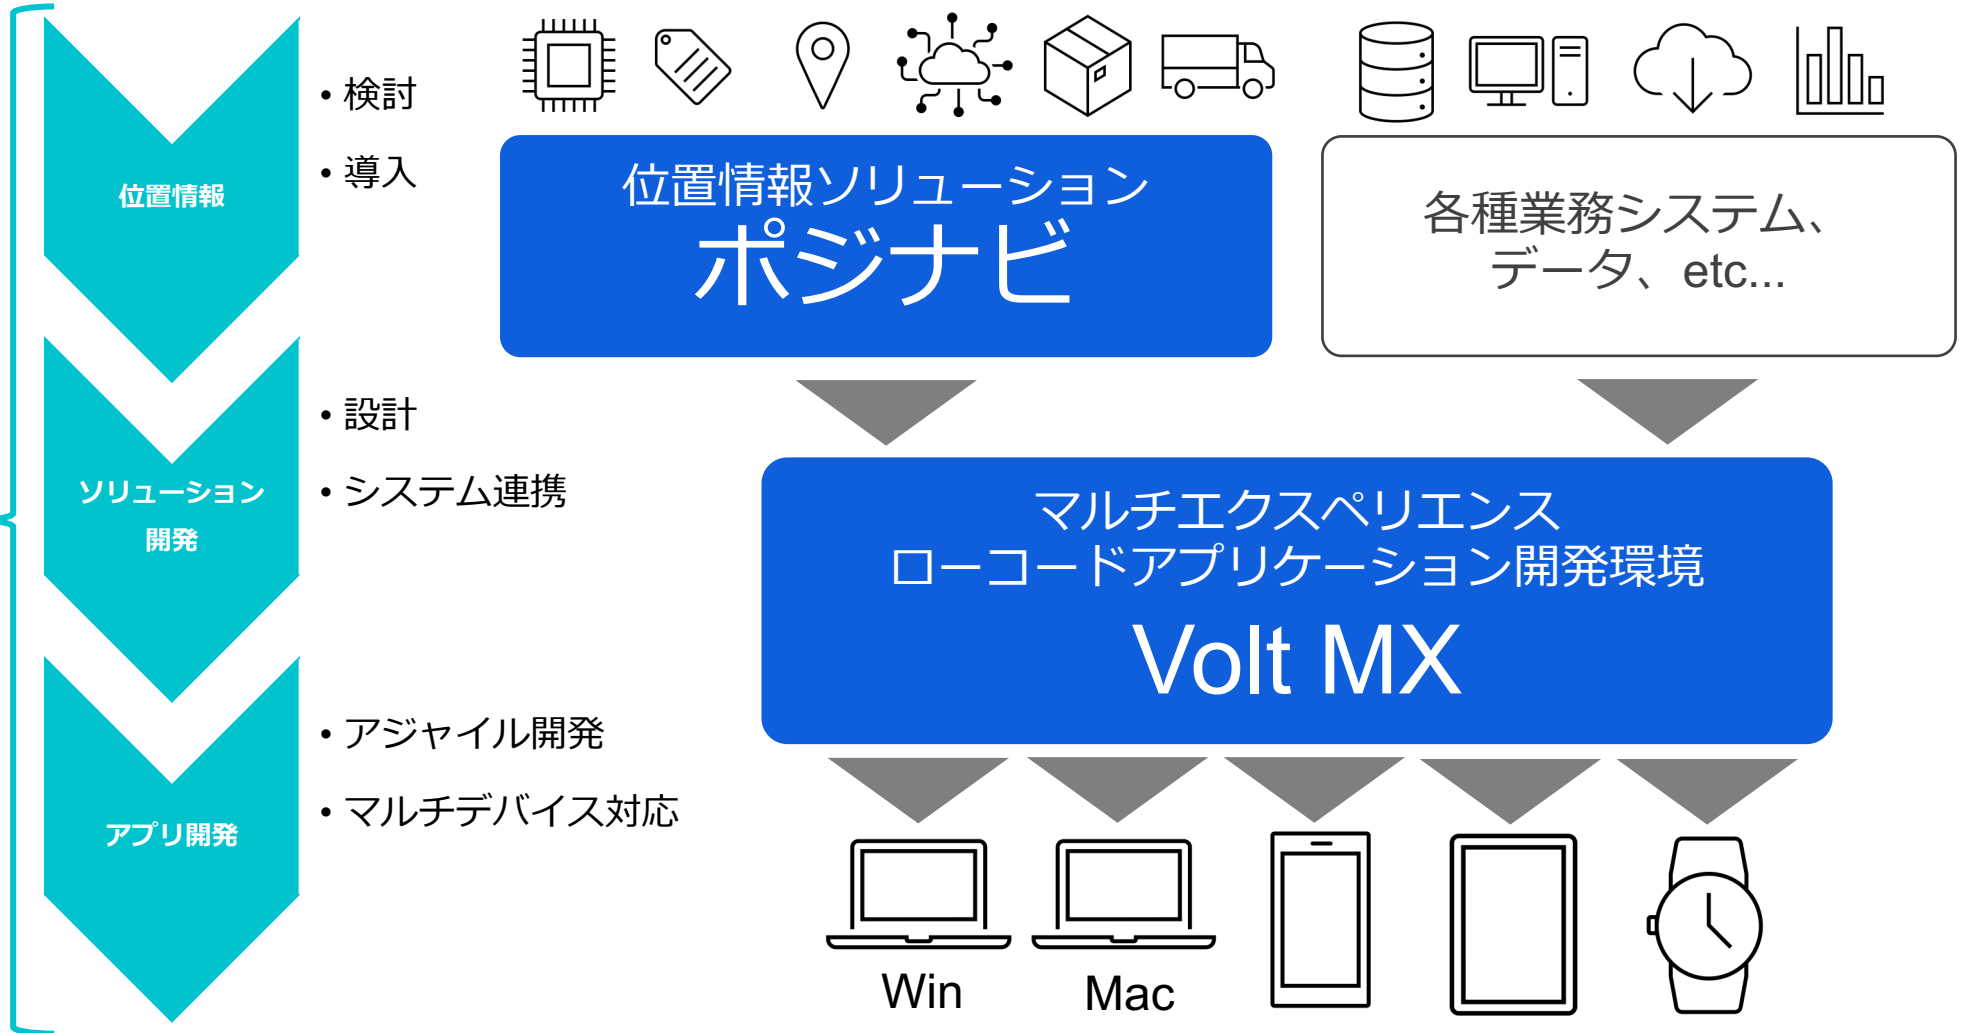 位置情報
・検討
・導入
位置情報ソリューション
ポジナビ
各種業務システム、
データ、etc...
ソリューション
開発
・設計
・システム連携
マルチエクスペリエンス
ローコードアプリケーション開発環境
Volt MX
アプリ開発
・アジャイル開発
・マルチデバイス対応
Win
Mac